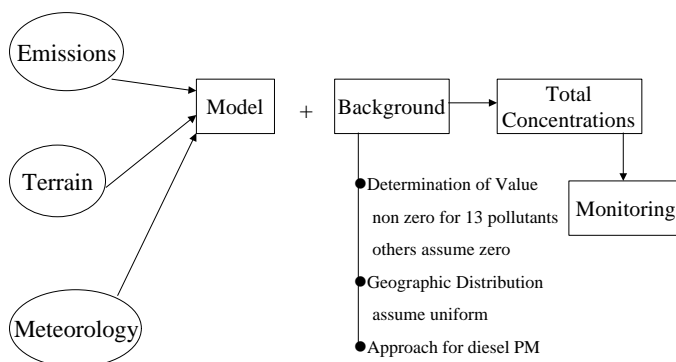 Emissions
Terrain
Meteorology
Model
+
Background
Total
Concentrations
Monitoring
Determination of Value
non zero for 13 pollutants
others assume zero
Geographic Distribution
assume uniform
Approach for diesel PM